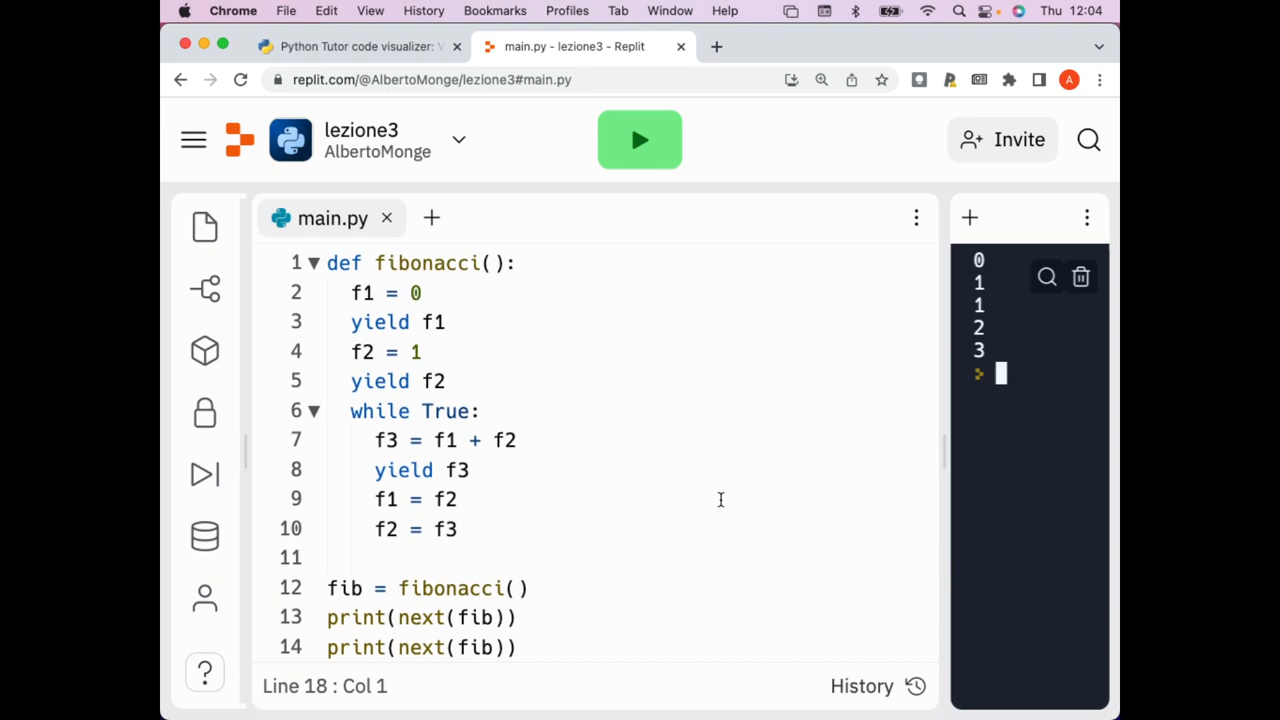 Chrome File Edit View History Bookmarks Profiles Tab Window Help Thu 12:04
Python Tutor code visualizer: V main.py - lezione3 - Replit
replit.com/@AlbertoMonge/lezione3#main.py A
lezione3
AlbertoMonge
Invite
main.py
1 def fibonacci():
2 f1 = 0
3 yield f1
4 f2 = 1
5 yield f2
6 while True:
7 f3 = f1 + f2
8 yield f3
9 f1 = f2
10 f2 = f3
11
12 fib = fibonacci()
13 print(next(fib))
14 print(next(fib))
Line 18 : Col 1
History
0
1
1
2
3